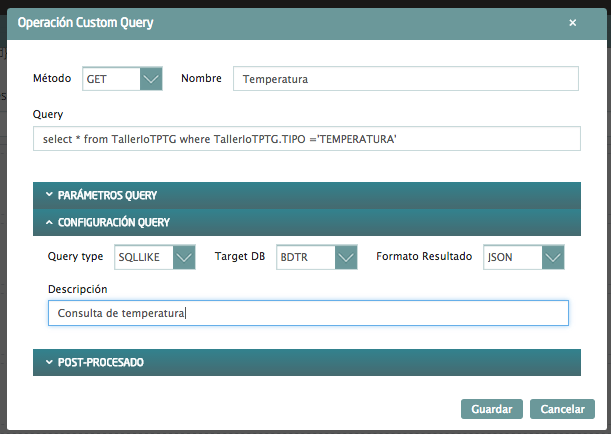 Operación Custom Query ×
Método GET Nombre Temperatura
Query
select * from TallerIoTPTG where TallerIoTPTG.TIPO ='TEMPERATURA'
PARÁMETROS QUERY
CONFIGURACIÓN QUERY
Query type SQLLIKE Target DB BDTR Formato Resultado JSON
Descripción
Consulta de temperatura
POST-PROCESADO
Guardar Cancelar